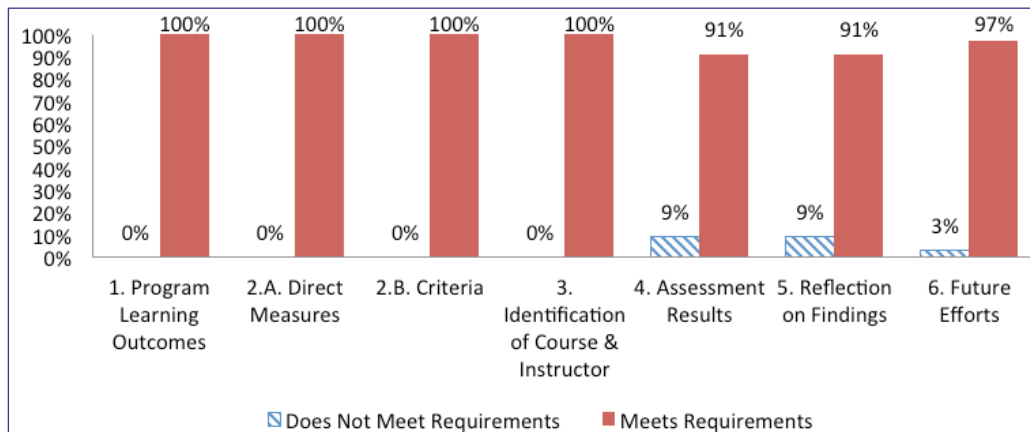 100%
100%
100%
100%
91%
91%
97%
100%
90%
80%
70%
60%
50%
40%
30%
20%
10%
0%
0%
0%
0%
0%
9%
9%
3%
1. Program
Learning
Outcomes
2.A. Direct
Measures
2.B. Criteria
3.
Identification
of Course &
Instructor
4. Assessment
Results
5. Reflection
on Findings
6. Future
Efforts
Does Not Meet Requirements
Meets Requirements